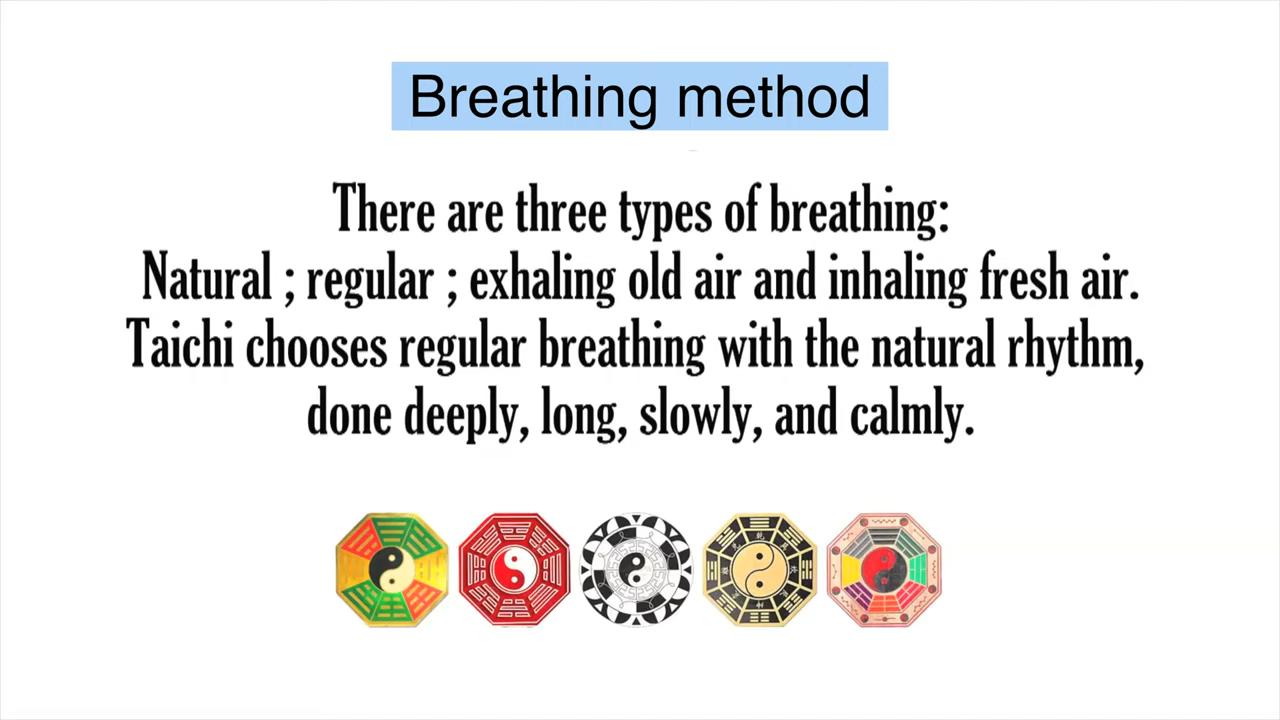 Breathing method
There are three types of breathing:
Natural ; regular ; exhaling old air and inhaling fresh air.
Taichi chooses regular breathing with the natural rhythm,
done deeply, long, slowly, and calmly.